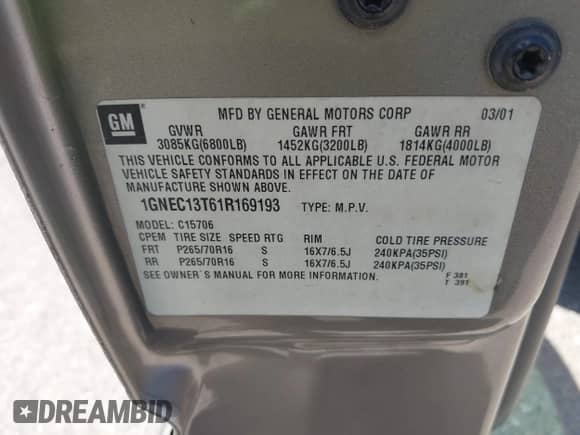 GM
MFD BY GENERAL MOTORS CORP 03/01
GVWR GAWR FRT GAWR RR
3085KG(6800LB) 1452KG(3200LB) 1814KG(4000LB)
THIS VEHICLE CONFORMS TO ALL APPLICABLE U.S. FEDERAL MOTOR
VEHICLE SAFETY STANDARDS IN EFFECT ON THE DATE OF
MANUFACTURE SHOWN ABOVE.
1GNEC13T61R169193 TYPE: M.P.V.
MODEL: C15706
CPEM TIRE SIZE SPEED RTG RIM COLD TIRE PRESSURE
FRT P265/70R16 S 16X7/6.5J 240KPA(35PSI)
RR P265/70R16 S 16X7/6.5J 240KPA(35PSI)
SEE OWNER'S MANUAL FOR MORE INFORMATION.
F 381
T 391
DREAMBID